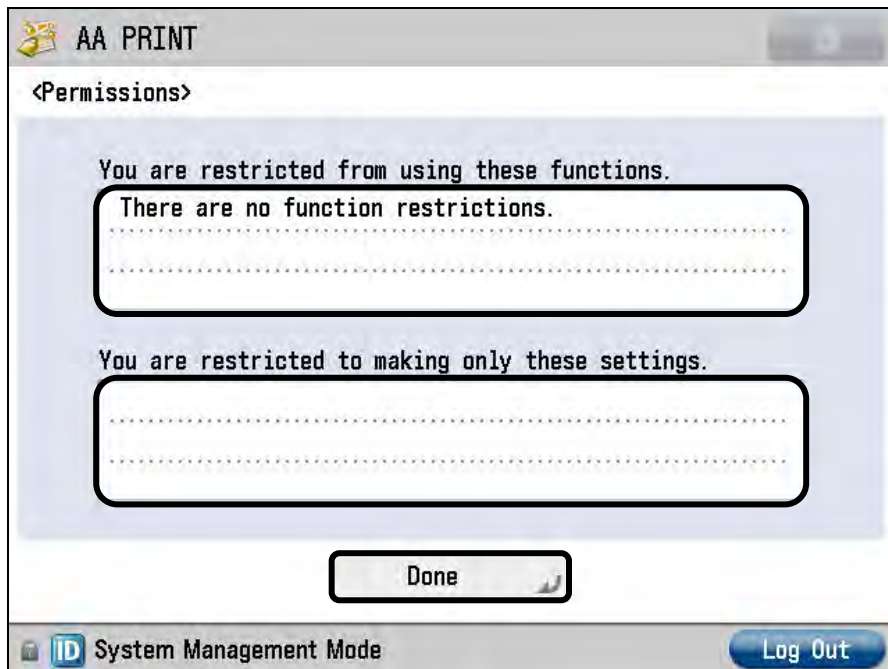 AA PRINT
<Permissions>
You are restricted from using these functions.
There are no function restrictions.
You are restricted to making only these settings.
Done
iD System Management Mode
Log Out